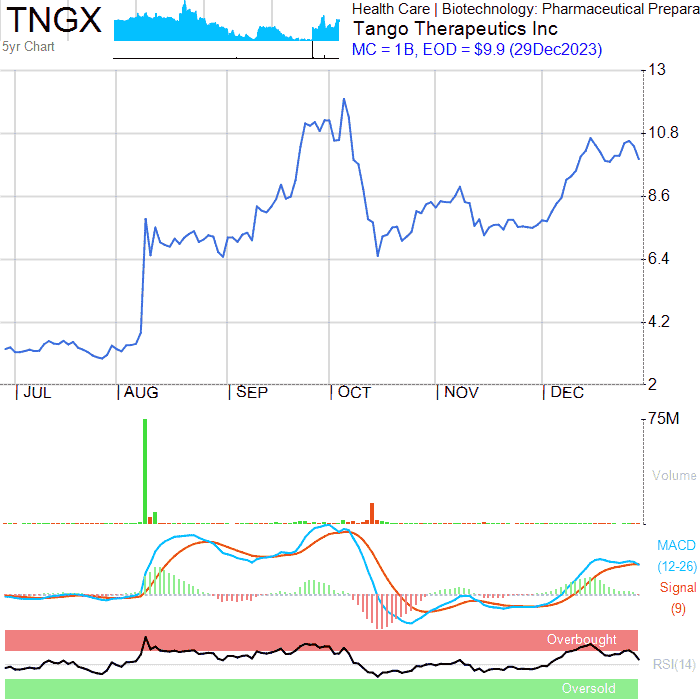 TNGX
5yr Chart
Health Care | Biotechnology: Pharmaceutical Prepara
Tango Therapeutics Inc
MC = 1B, EOD = $9.9 (29Dec2023)
13
10.8
8.6
6.4
4.2
2
JUL
AUG
SEP
OCT
NOV
DEC
75M
Volume
MACD
(12-26)
Signal
(9)
Overbought
RSI(14)
Oversold